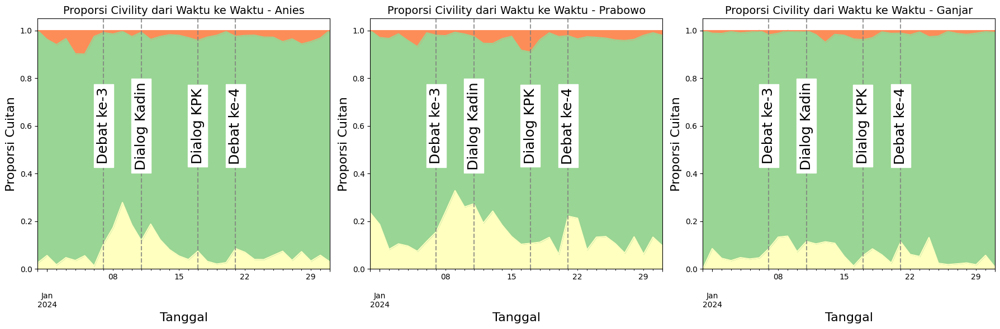 Proporsi Civility dari Waktu ke Waktu - Anies
Proporsi Cuitan
1.0
0.8
0.6
0.4
0.2
0.0
Debat ke-3
Dialog Kadin
Dialog KPK
Debat ke-4
08
15
22
29
Jan
2024
Tanggal
Proporsi Civility dari Waktu ke Waktu - Prabowo
Proporsi Cuitan
1.0
0.8
0.6
0.4
0.2
0.0
Debat ke-3
Dialog Kadin
Dialog KPK
Debat ke-4
08
15
22
29
Jan
2024
Tanggal
Proporsi Civility dari Waktu ke Waktu - Ganjar
Proporsi Cuitan
1.0
0.8
0.6
0.4
0.2
0.0
Debat ke-3
Dialog Kadin
Dialog KPK
Debat ke-4
08
15
22
29
Jan
2024
Tanggal